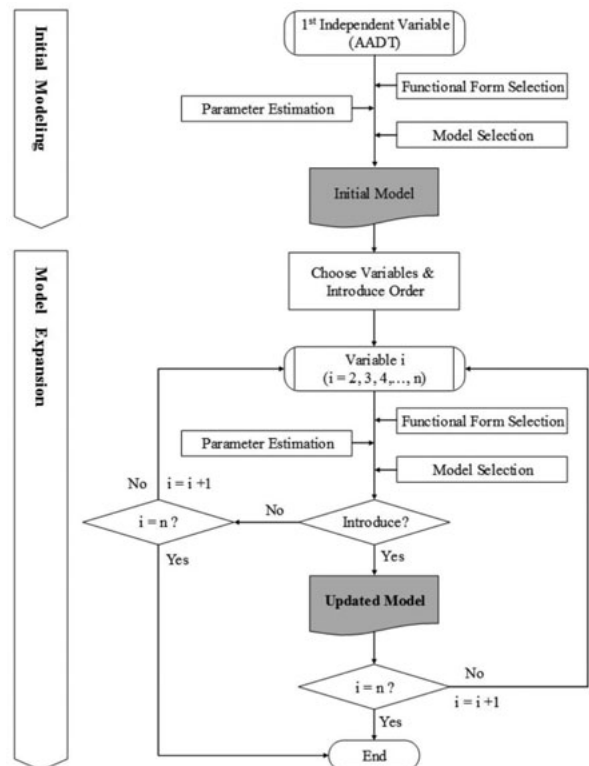 Initial Modeling
1st Independent Variable
(AADT)
Functional Form Selection
Parameter Estimation
Model Selection
Initial Model
Model Expansion
Choose Variables &
Introduce Order
Variable i
(i = 2, 3, 4,..., n)
Functional Form Selection
Parameter Estimation
Model Selection
No
i = i +1
i = n ?
No
Introduce?
Yes
Yes
Updated Model
i = n ?
No
i = i +1
Yes
End